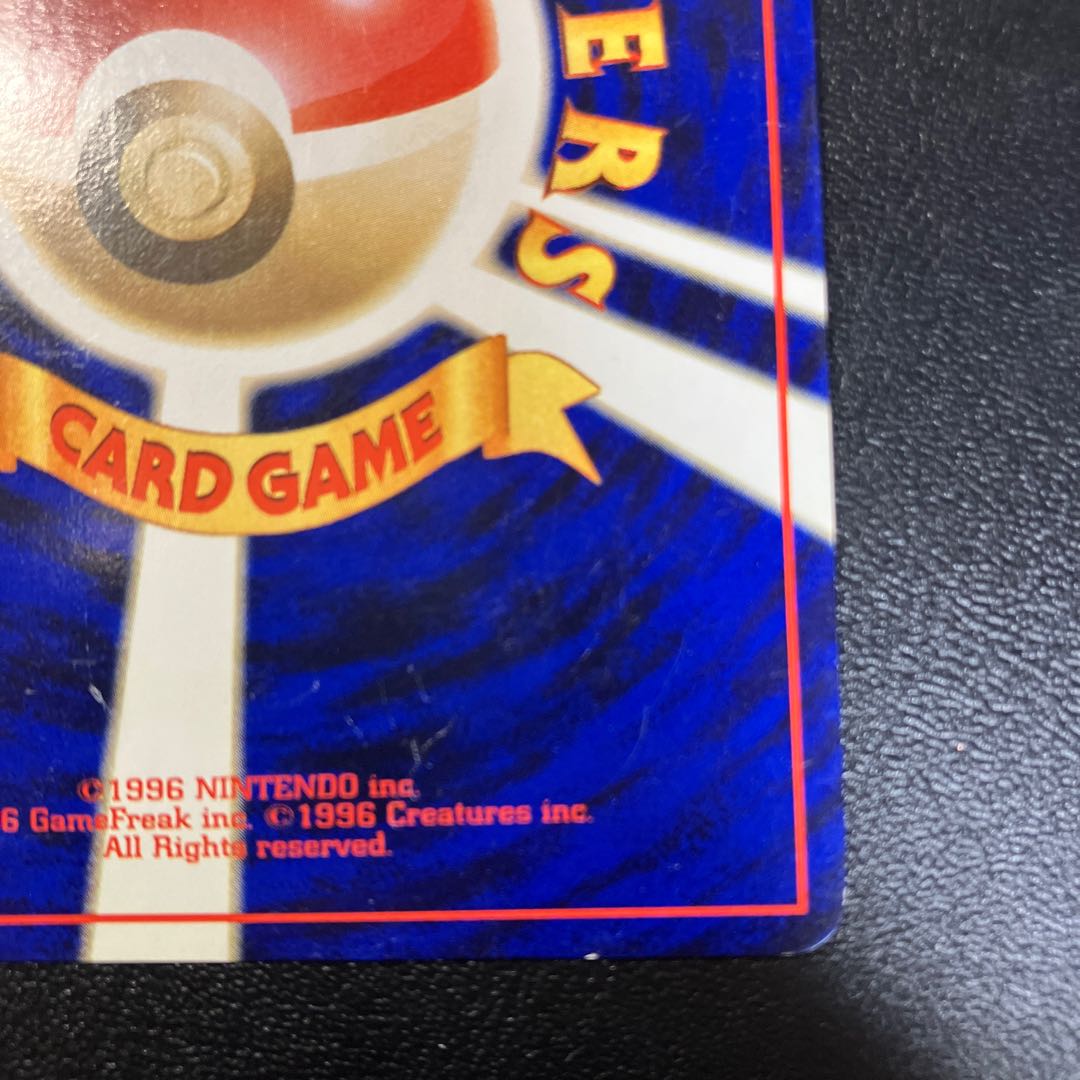 ERS
CARD GAME
©1996 NINTENDO inc.
6 GameFreak inc. ©1996 Creatures inc.
All Rights reserved.